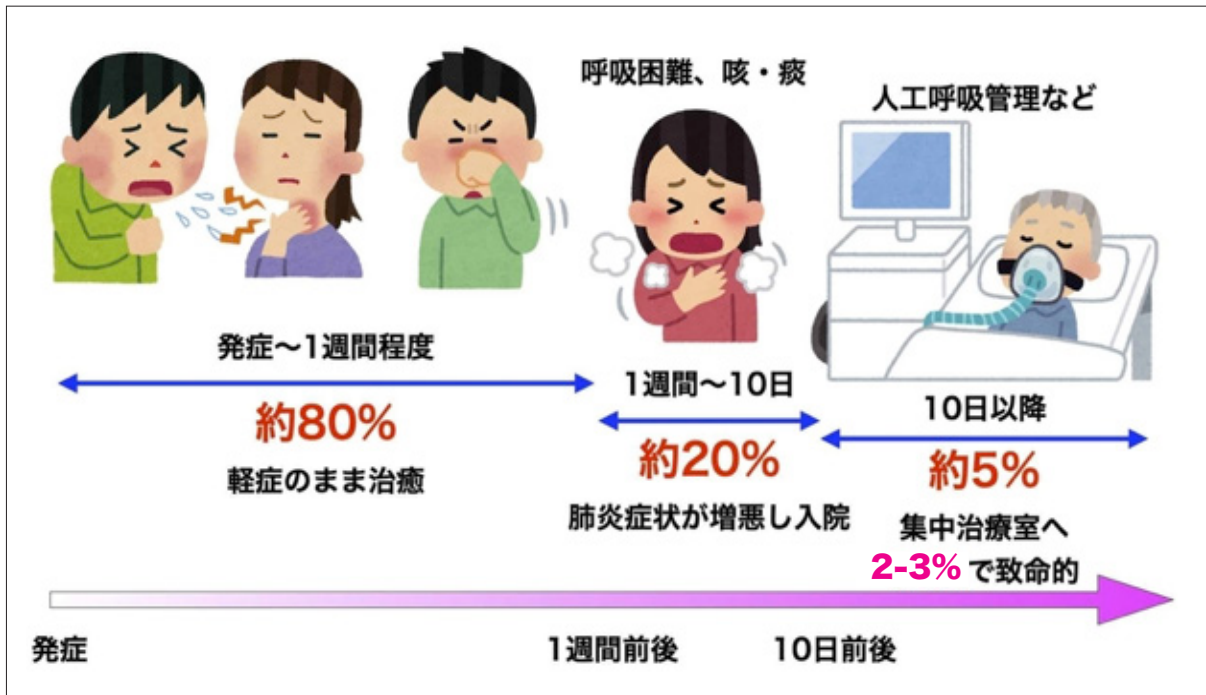 呼吸困難、咳・痰
人工呼吸管理など
発症～1週間程度
約80%
軽症のまま治癒
1週間～10日
約20%
肺炎症状が増悪し入院
10日以降
約5%
集中治療室へ
2-3% で致命的
発症
1週間前後
10日前後